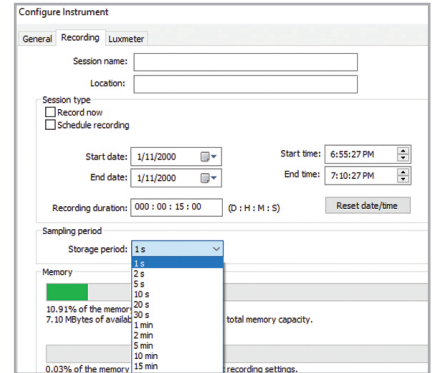 Configure Instrument
General Recording Luxmeter
Session name:
Location:
Session type
Record now
Schedule recording
Start date: 1/11/2000 Start time: 6:55:27 PM
End date: 1/11/2000 End time: 7:10:27 PM
Recording duration: 000 : 00 : 15 : 00 (D : H : M : S) Reset date/time
Sampling period
Storage period: 1 s
1 s
2 s
5 s
10 s
20 s
30 s
1 min
2 min
5 min
10 min
15 min
Memory
10.91% of the memory
7.10 MBytes of total memory capacity.
0.03% of the memory recording settings.